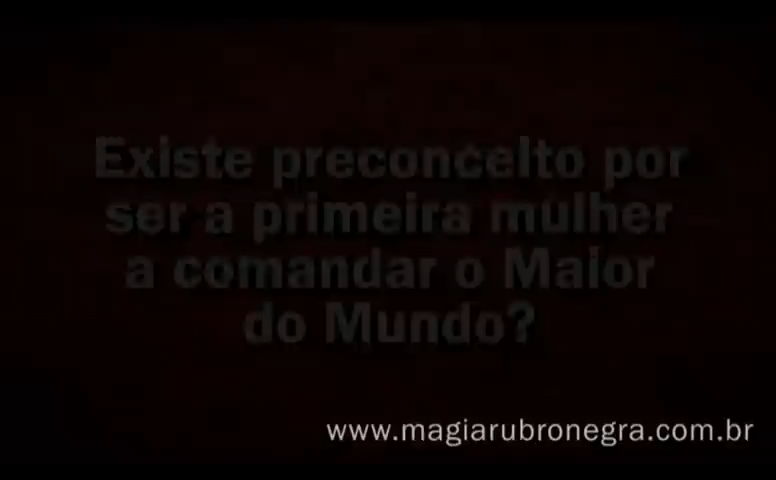 Existe preconceito por
ser a primeira mulher
a comandar o Maior
do Mundo?
www.magiarubronegra.com.br